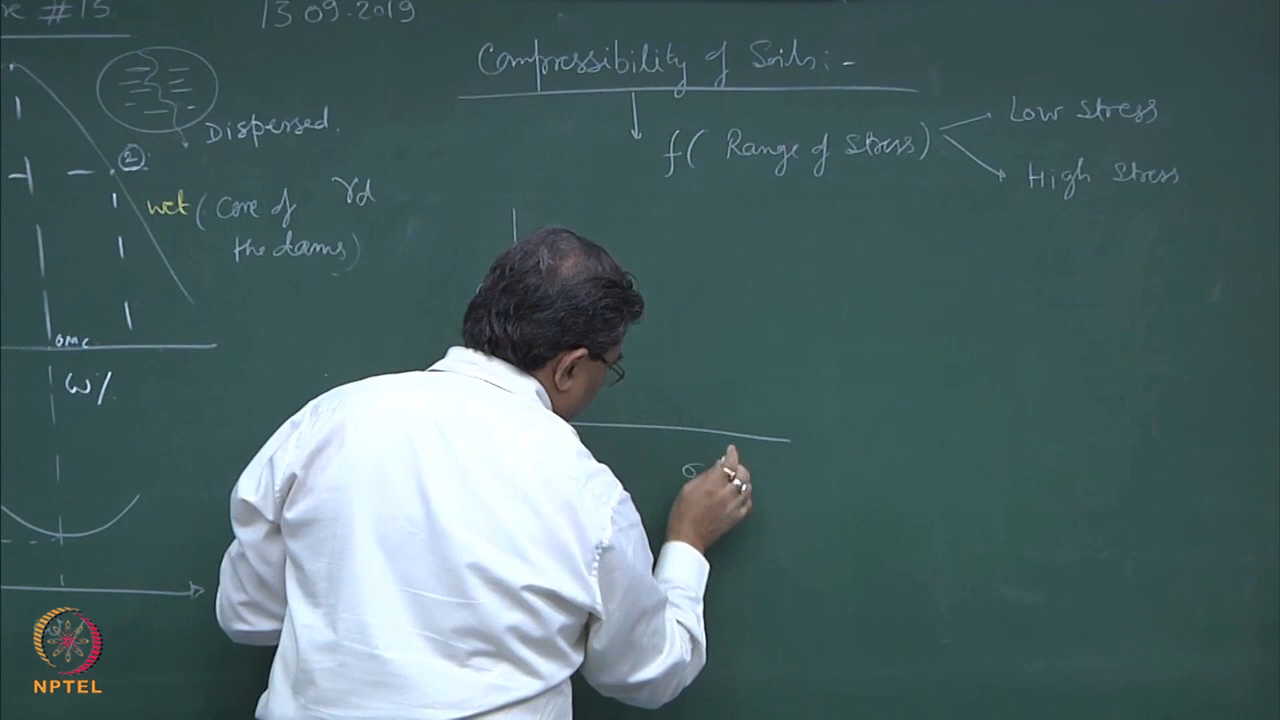 #15
13 09.2019
Compressibility of Soils: -
f( Range of Stress)
Low Stress
High Stress
Dispersed.
2
wet (Core of
the dams)
γd
OMC
w%
σ
NPTEL